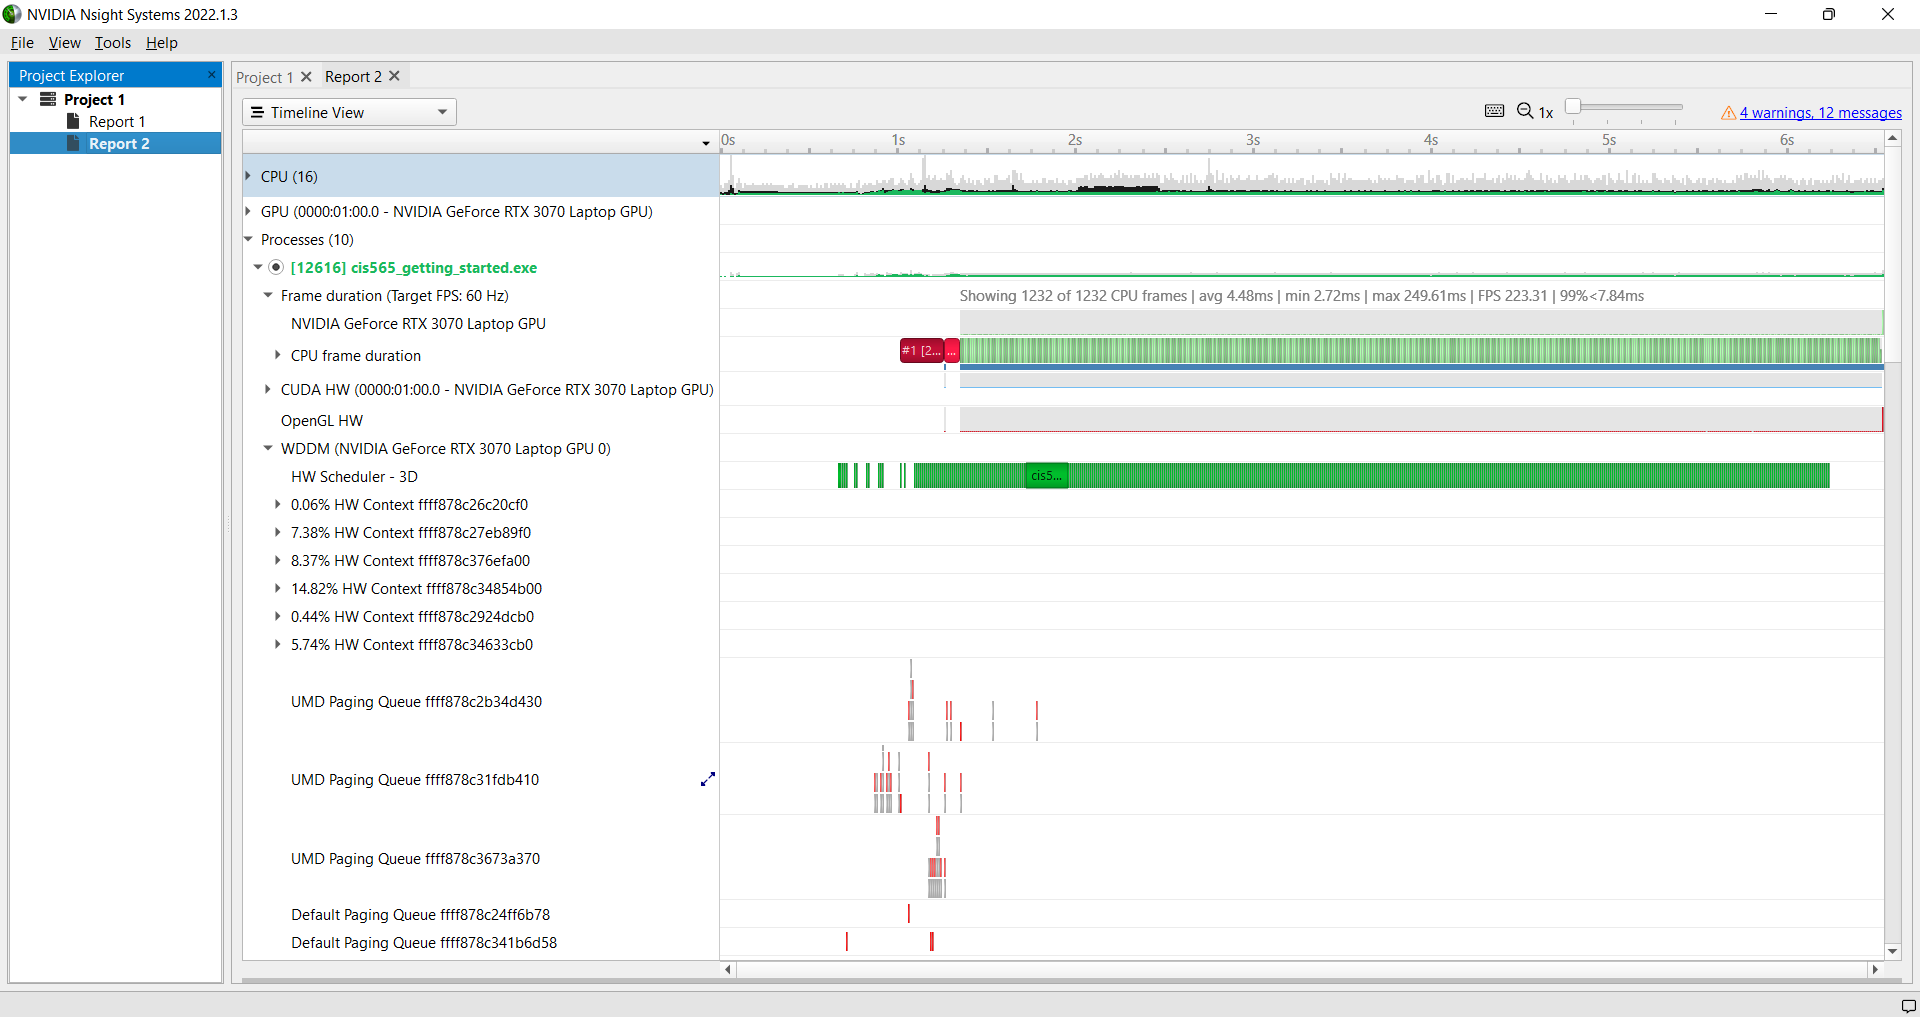 NVIDIA Nsight Systems 2022.1.3
File View Tools Help
Project Explorer
Project 1
Report 1
Report 2
Project 1 Report 2
Timeline View
1x
4 warnings, 12 messages
0s 1s 2s 3s 4s 5s 6s
CPU (16)
GPU (0000:01:00.0 - NVIDIA GeForce RTX 3070 Laptop GPU)
Processes (10)
[12616] cis565_getting_started.exe
Frame duration (Target FPS: 60 Hz)
Showing 1232 of 1232 CPU frames | avg 4.48ms | min 2.72ms | max 249.61ms | FPS 223.31 | 99%<7.84ms
NVIDIA GeForce RTX 3070 Laptop GPU
CPU frame duration
#1 [2... ...
CUDA HW (0000:01:00.0 - NVIDIA GeForce RTX 3070 Laptop GPU)
OpenGL HW
WDDM (NVIDIA GeForce RTX 3070 Laptop GPU 0)
HW Scheduler - 3D
cis5...
0.06% HW Context ffff878c26c20cf0
7.38% HW Context ffff878c27eb89f0
8.37% HW Context ffff878c376efa00
14.82% HW Context ffff878c34854b00
0.44% HW Context ffff878c2924dcb0
5.74% HW Context ffff878c34633cb0
UMD Paging Queue ffff878c2b34d430
UMD Paging Queue ffff878c31fdb410
UMD Paging Queue ffff878c3673a370
Default Paging Queue ffff878c24ff6b78
Default Paging Queue ffff878c341b6d58